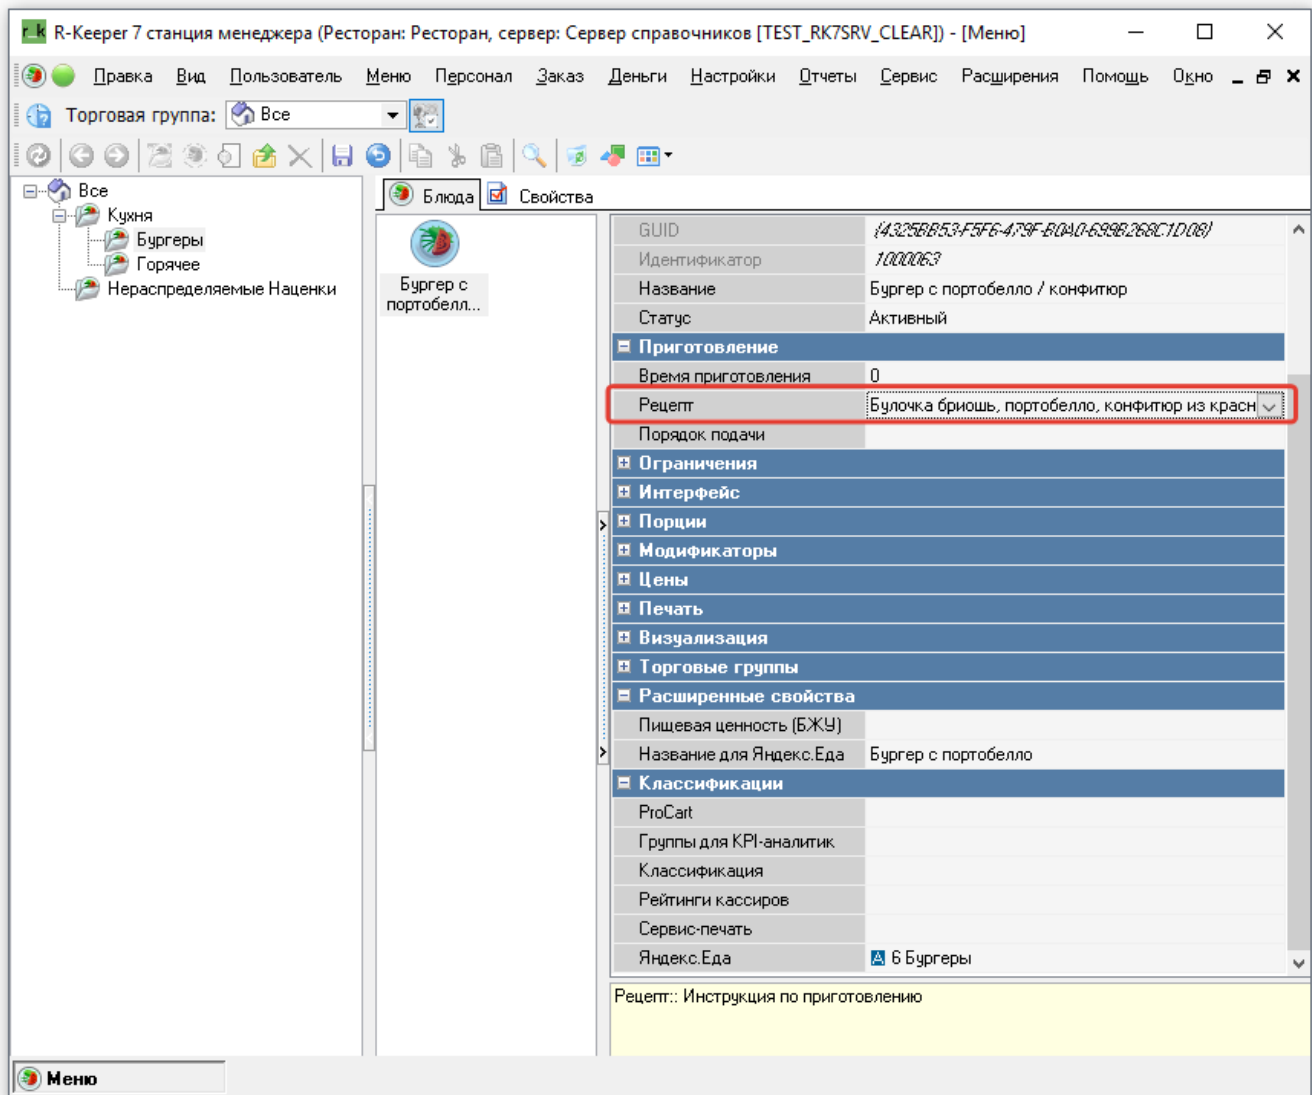 r_k R-Keeper 7 станция менеджера (Ресторан: Ресторан, сервер: Сервер справочников [TEST_RK7SRV_CLEAR]) - [Меню]
Правка Вид Пользователь Меню Персонал Заказ Деньги Настройки Отчеты Сервис Расширения Помощь Окно
Торговая группа: Все
Все
Кухня
Бургеры
Горячее
Нераспределяемые Наценки
Блюда Свойства
Бургер с
портобелл...
GUID {4325BB53-F5F6-479F-B0A0-699B268C1D08}
Идентификатор 1000063
Название Бургер с портобелло / конфитюр
Статус Активный
Приготовление
Время приготовления 0
Рецепт Булочка бриошь, портобелло, конфитюр из красн
Порядок подачи
Ограничения
Интерфейс
Порции
Модификаторы
Цены
Печать
Визуализация
Торговые группы
Расширенные свойства
Пищевая ценность (БЖУ)
Название для Яндекс.Еда Бургер с портобелло
Классификации
ProCart
Группы для KPI-аналитик
Классификация
Рейтинги кассиров
Сервис-печать
Яндекс.Еда A 6 Бургеры
Рецепт:: Инструкция по приготовлению
Меню